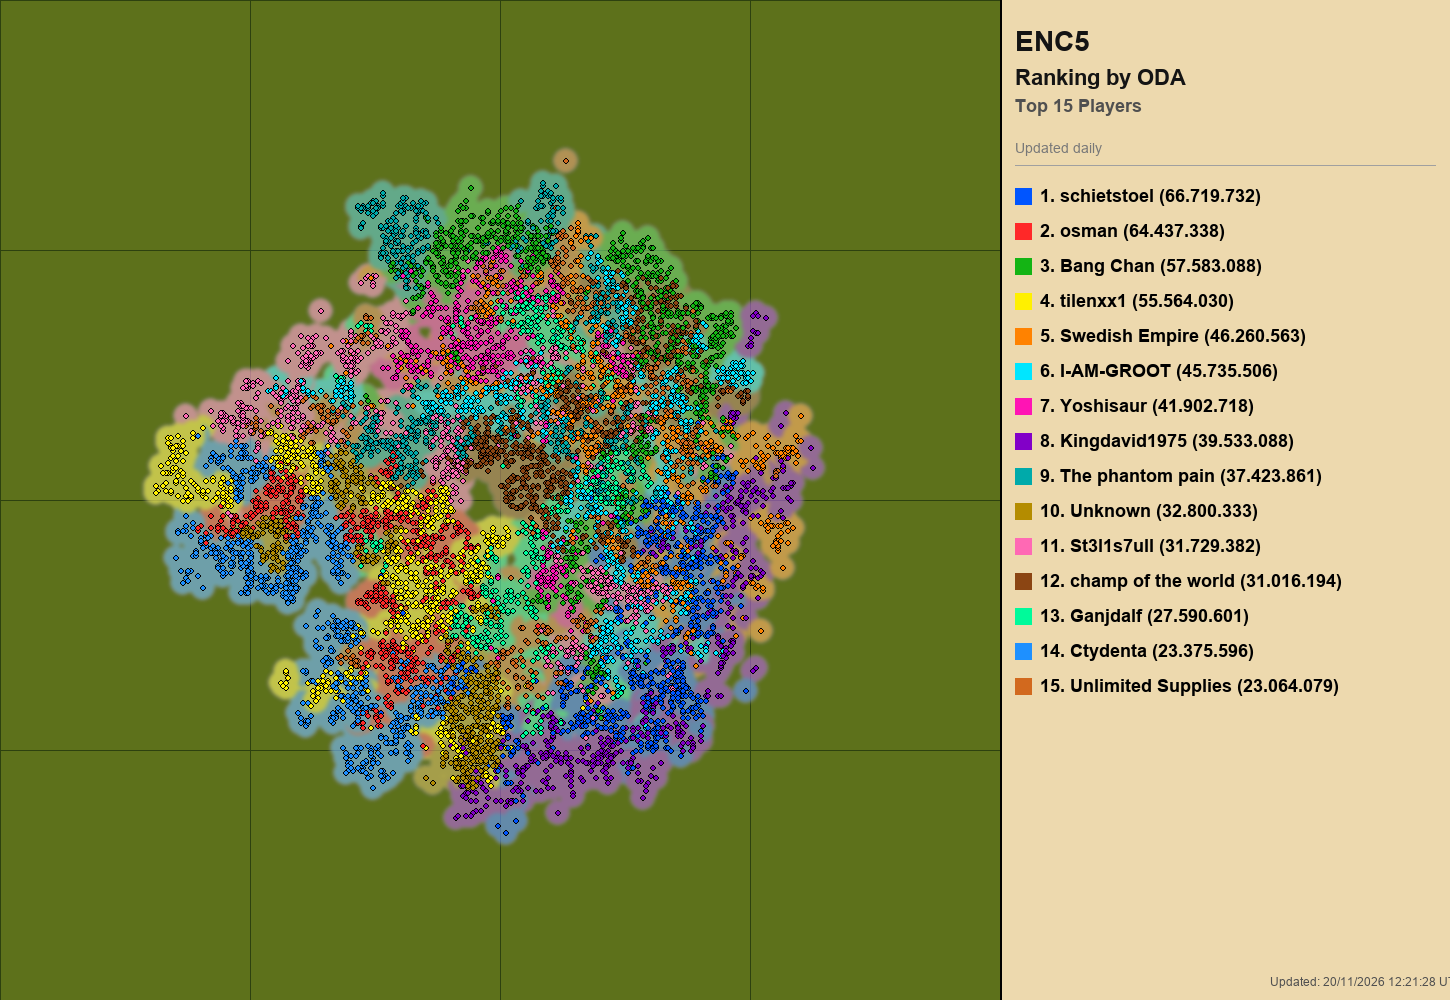 ENC5
Ranking by ODA
Top 15 Players
Updated daily
1. schietstoel (66.719.732)
2. osman (64.437.338)
3. Bang Chan (57.583.088)
4. tilenxx1 (55.564.030)
5. Swedish Empire (46.260.563)
6. I-AM-GROOT (45.735.506)
7. Yoshisaur (41.902.718)
8. Kingdavid1975 (39.533.088)
9. The phantom pain (37.423.861)
10. Unknown (32.800.333)
11. St3l1s7ull (31.729.382)
12. champ of the world (31.016.194)
13. Ganjdalf (27.590.601)
14. Ctydenta (23.375.596)
15. Unlimited Supplies (23.064.079)
Updated: 20/11/2026 12:21:28